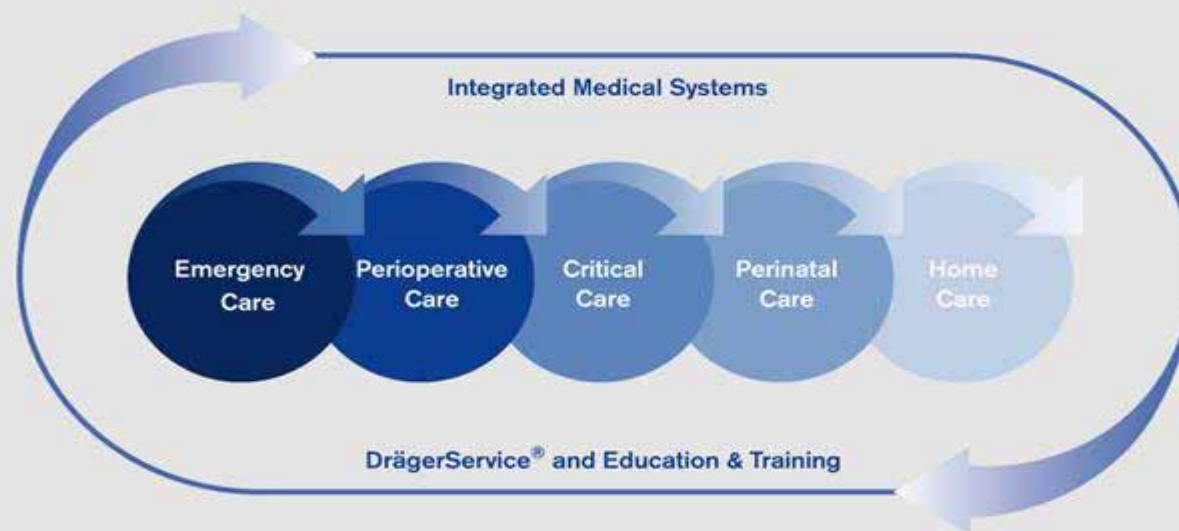 Integrated Medical Systems
Emergency
Care
Perioperative
Care
Critical
Care
Perinatal
Care
Home
Care
DrägerService® and Education & Training